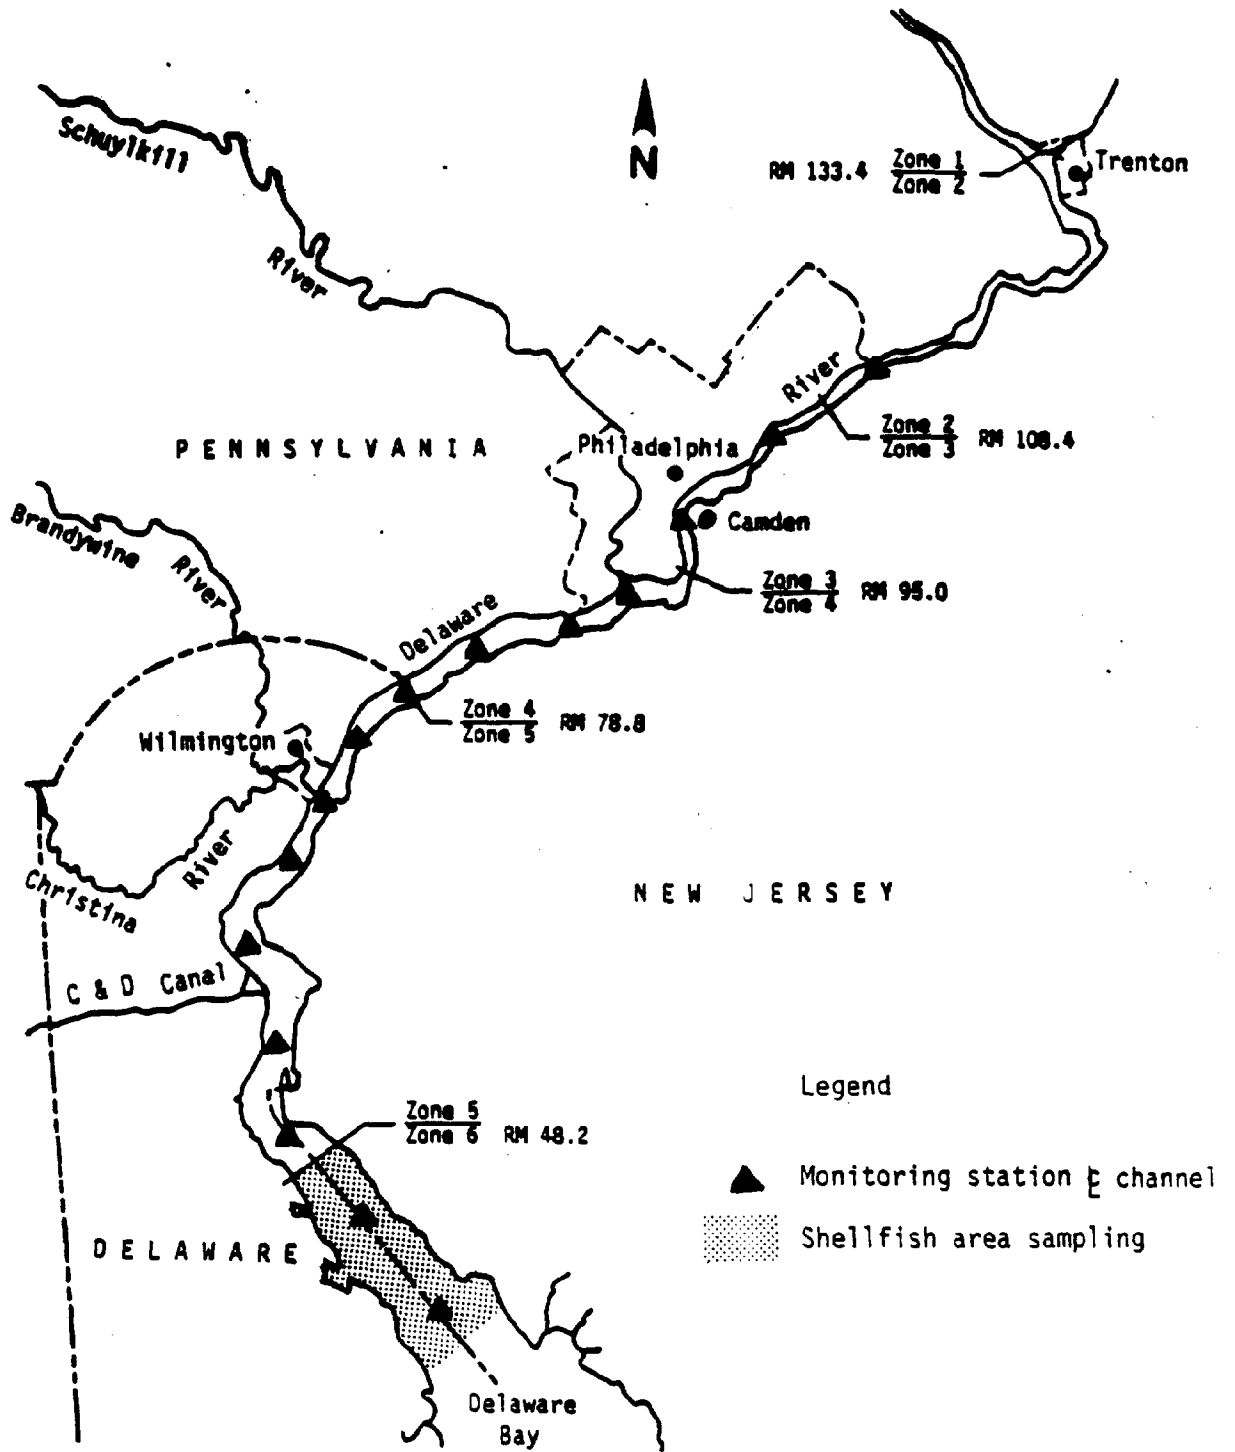 Schuylkill
River
N
RM 133.4
Zone 1
Zone 2
Trenton
River
PENNSYLVANIA
Philadelphia
Zone 2
Zone 3
RM 108.4
Brandywine
River
Camden
Zone 3
Zone 4
RM 95.0
Delaware
Zone 4
Zone 5
RM 78.8
Wilmington
River
Christina
NEW JERSEY
C & D Canal
Legend
Zone 5
Zone 6
RM 48.2
Monitoring station ℄ channel
Shellfish area sampling
DELAWARE
Delaware
Bay